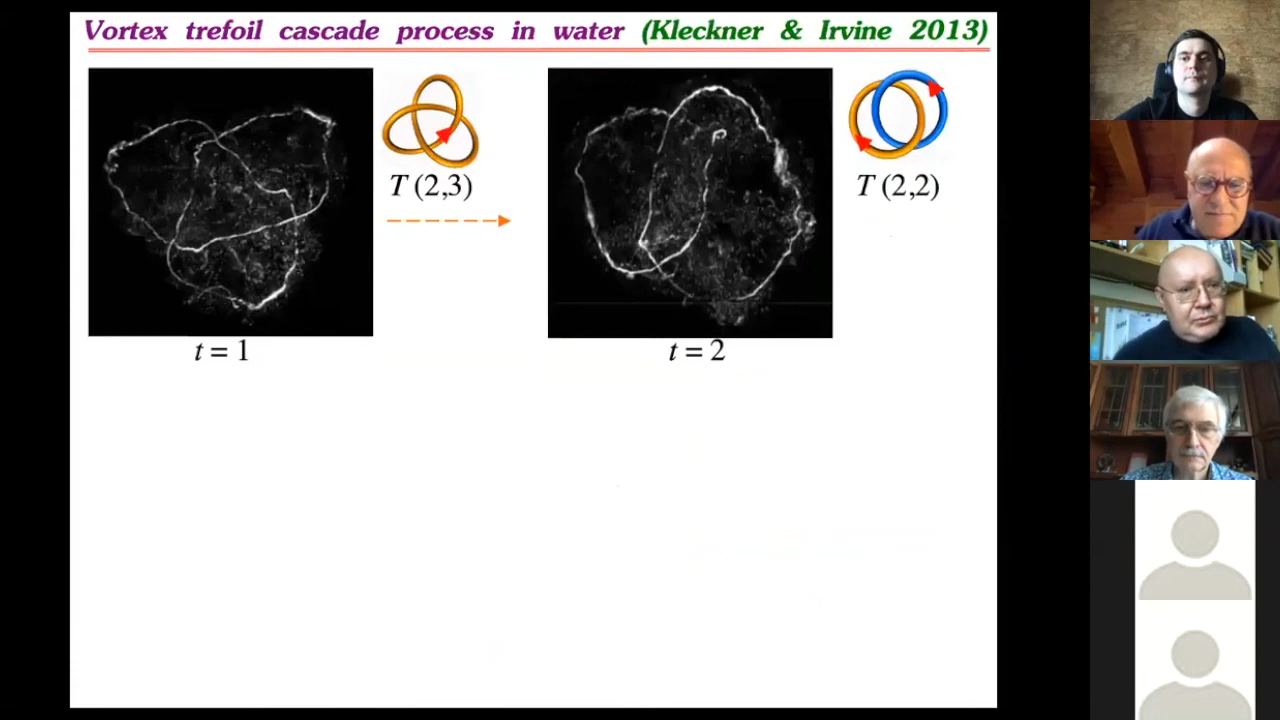 Vortex trefoil cascade process in water (Kleckner & Irvine 2013)
T (2,3)
T (2,2)
t = 1
t = 2